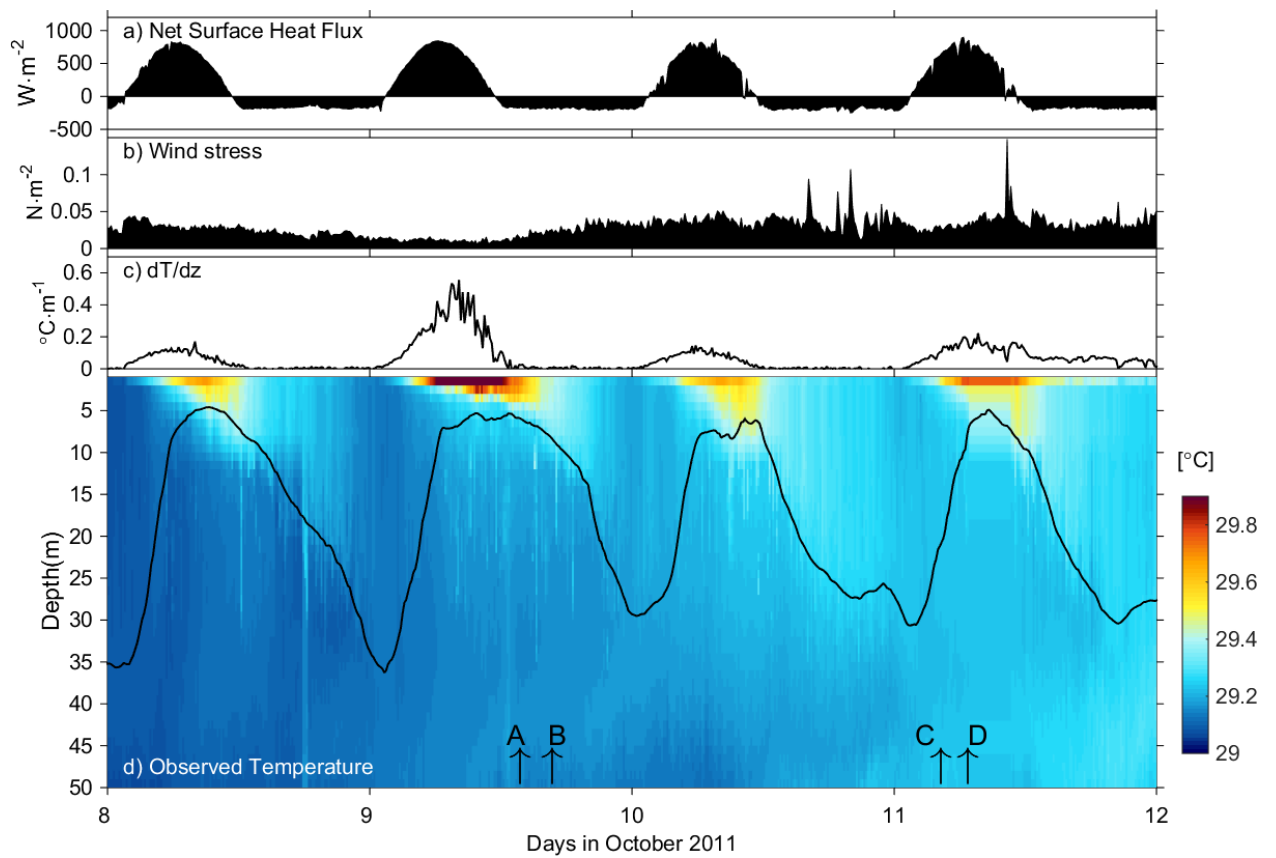 a) Net Surface Heat Flux
1000
500
0
-500
W·m-2
b) Wind stress
0.1
0.05
0
N·m-2
c) dT/dz
0.6
0.4
0.2
0
°C·m-1
5
10
15
20
25
30
35
40
45
50
Depth(m)
A B C D
d) Observed Temperature
8 9 10 11 12
Days in October 2011
[°C]
29.8
29.6
29.4
29.2
29